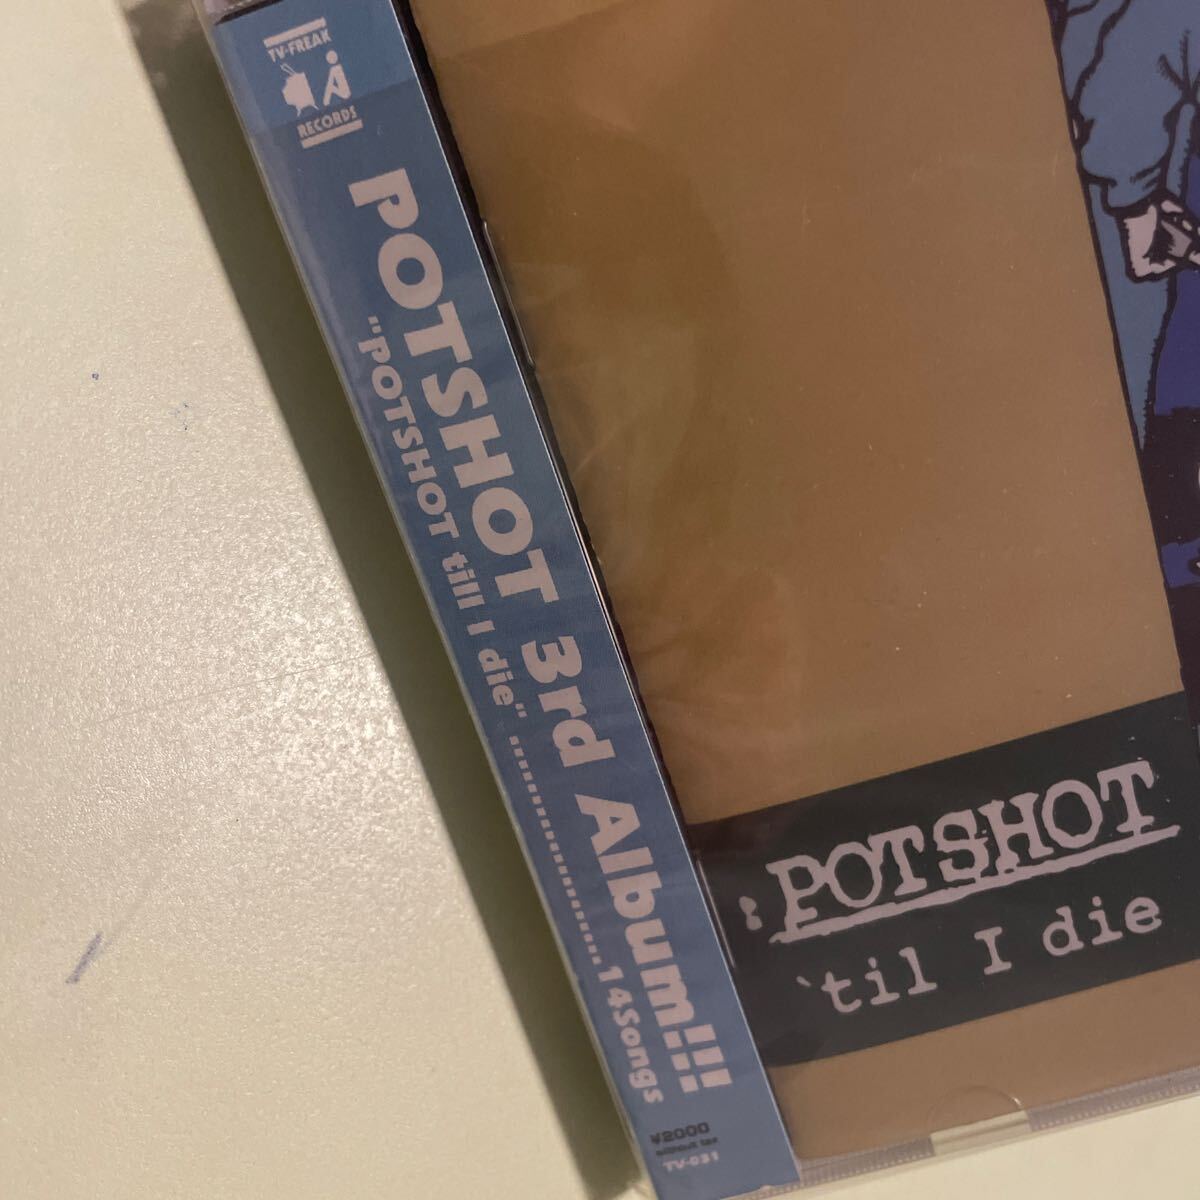 TV-FREAK
RECORDS
POTSHOT 3rd Album!!!
"POTSHOT till I die" ........................14Songs
¥2000
without tax
TV-031
:POTSHOT
`til I die